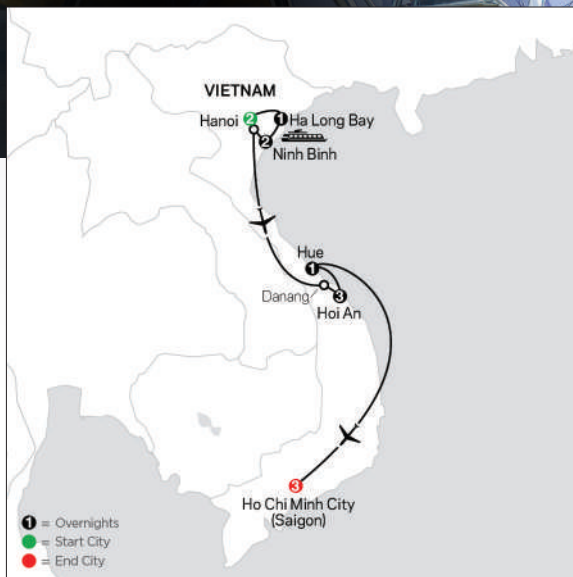 VIETNAM
2
Hanoi
1
Ha Long Bay
2
Ninh Binh
Hue
1
Danang
3
Hoi An
3
Ho Chi Minh City
(Saigon)
1 = Overnights
= Start City
= End City